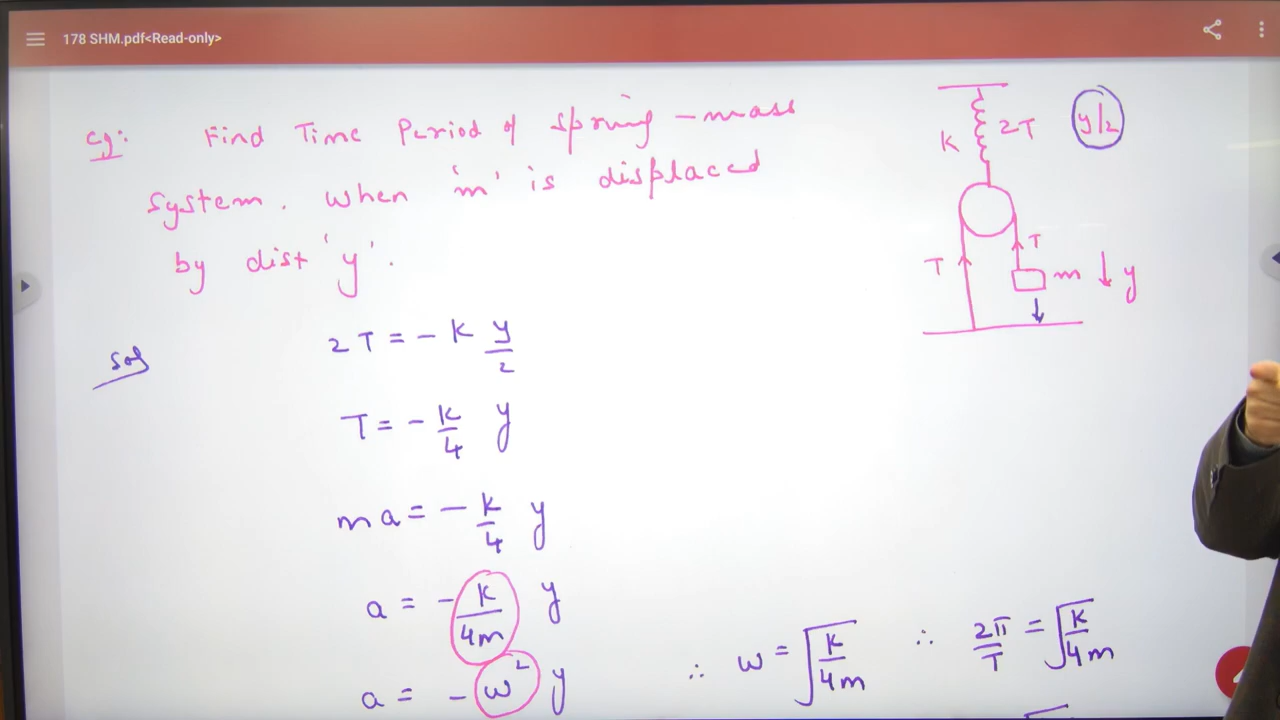 178 SHM.pdf<Read-only>
eg: Find Time Period of spring-mass
system. when 'm' is displaced
by dist 'y'.
K 2T y/2
T T
m ↓ y
Sol
2T = - K y/2
T = - K/4 y
ma = - K/4 y
a = - K/4m y
a = - ω² y
∴ ω = √K/4m ∴ 2π/T = √K/4m